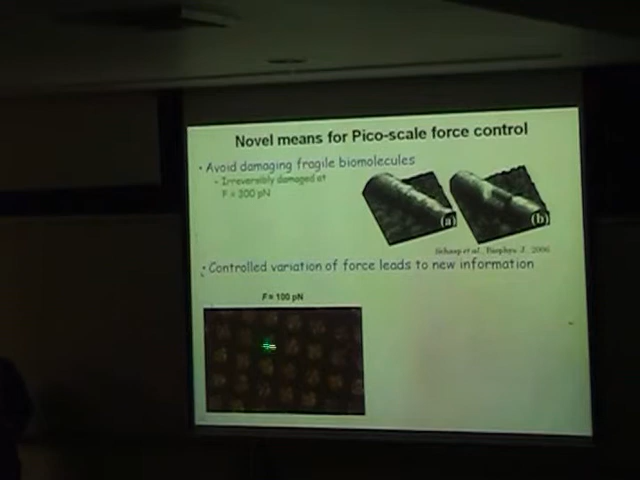 Novel means for Pico-scale force control
• Avoid damaging fragile biomolecules
• Irreversibly damaged at
F = 300 pN
(a) (b)
et al., Biophys. J., 2006
• Controlled variation of force leads to new information
F = 100 pN